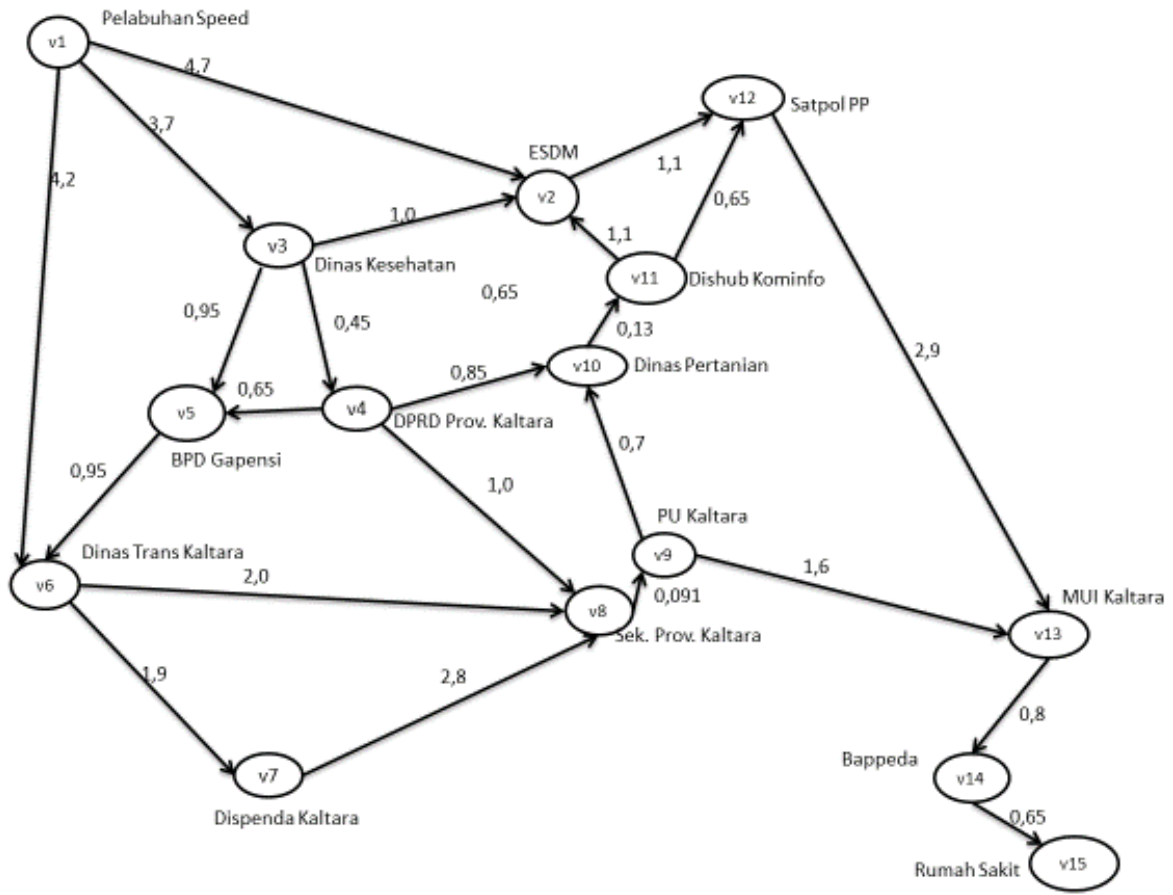 Pelabuhan Speed
v1
4,7
v12
Satpol PP
3,7
ESDM
1,1
4,2
v2
0,65
1,0
1,1
v3
Dinas Kesehatan
v11
Dishub Kominfo
0,65
0,95
0,45
0,13
2,9
v10
Dinas Pertanian
0,85
0,65
v5
v4
DPRD Prov. Kaltara
0,7
BPD Gapensi
0,95
1,0
PU Kaltara
Dinas Trans Kaltara
v9
1,6
v6
2,0
0,091
MUI Kaltara
v8
Sek. Prov. Kaltara
v13
1,9
2,8
0,8
v7
Bappeda
v14
Dispenda Kaltara
0,65
Rumah Sakit
v15